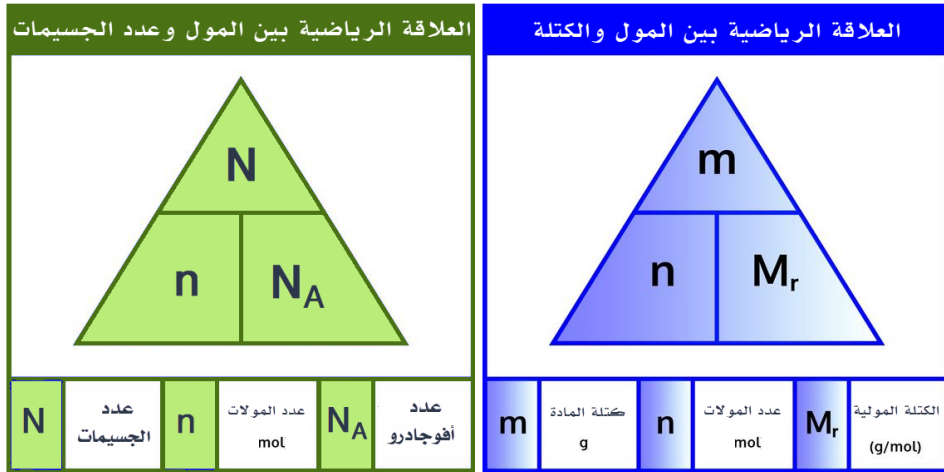 العلاقة الرياضية بين المول والكتلة
m
n
Mr
m
كتلة المادة
g
n
عدد المولات
mol
Mr
الكتلة المولية
(g/mol)
العلاقة الرياضية بين المول وعدد الجسيمات
N
n
NA
N
عدد
الجسيمات
n
عدد المولات
mol
NA
عدد
أفوجادرو